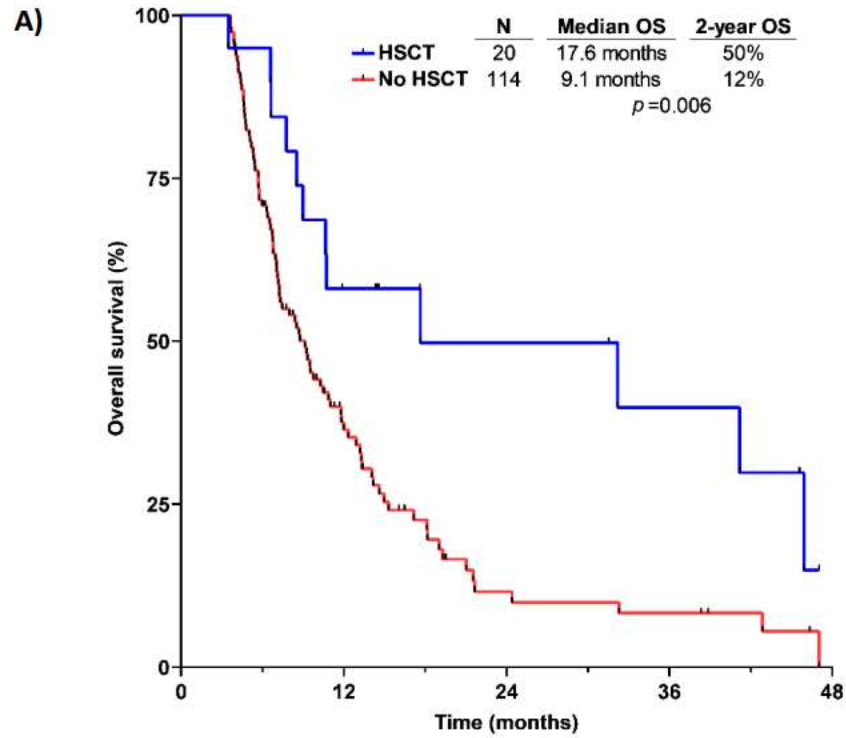 A)
N Median OS 2-year OS
HSCT 20 17.6 months 50%
No HSCT 114 9.1 months 12%
p=0.006
Overall survival (%)
100
75
50
25
0
0 12 24 36 48
Time (months)